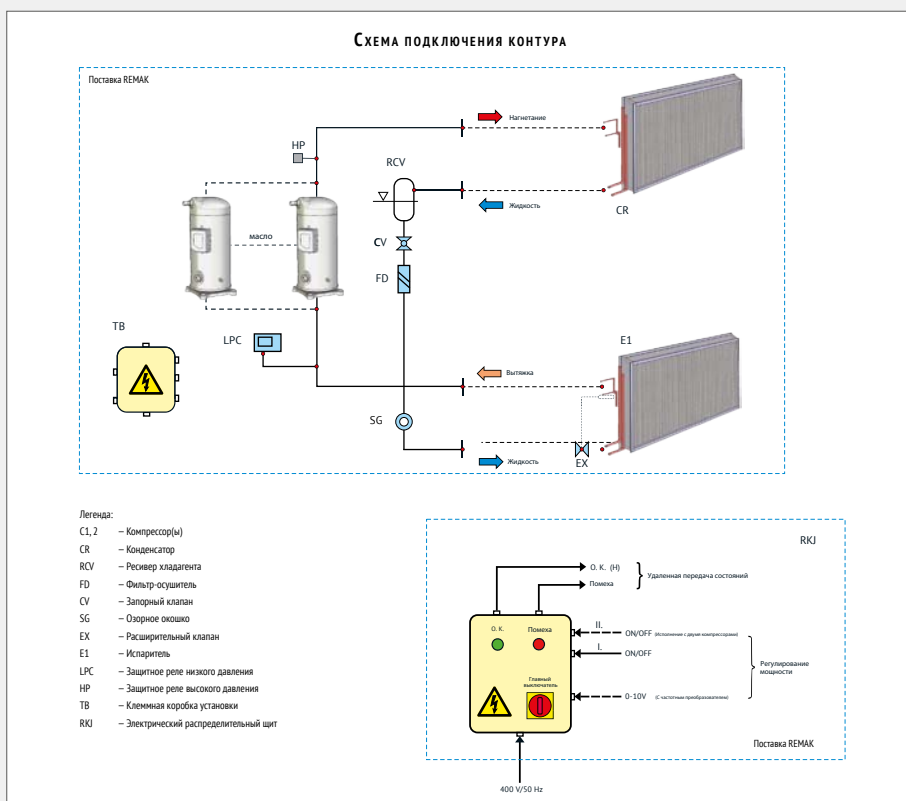 Схема подключения контура
Поставка REMAK
Нагнетание
HP
RCV
Жидкость
CR
масло
CV
FD
TB
LPC
E1
Вытяжка
SG
Жидкость
EX
Легенда:
C1, 2 – Компрессор(ы)
CR – Конденсатор
RCV – Ресивер хладагента
FD – Фильтр-осушитель
CV – Запорный клапан
SG – Озорное окошко
EX – Расширительный клапан
E1 – Испаритель
LPC – Защитное реле низкого давления
HP – Защитное реле высокого давления
TB – Клеммная коробка установки
RKJ – Электрический распределительный щит
RKJ
O. K. (H)
Помеха
Удаленная передача состояний
O. K.
Помеха
II.
ON/OFF (Исполнение с двумя компрессорами)
I.
ON/OFF
Регулирование
мощности
Главный
выключатель
0-10V (С частотным преобразователем)
Поставка REMAK
400 V/50 Hz